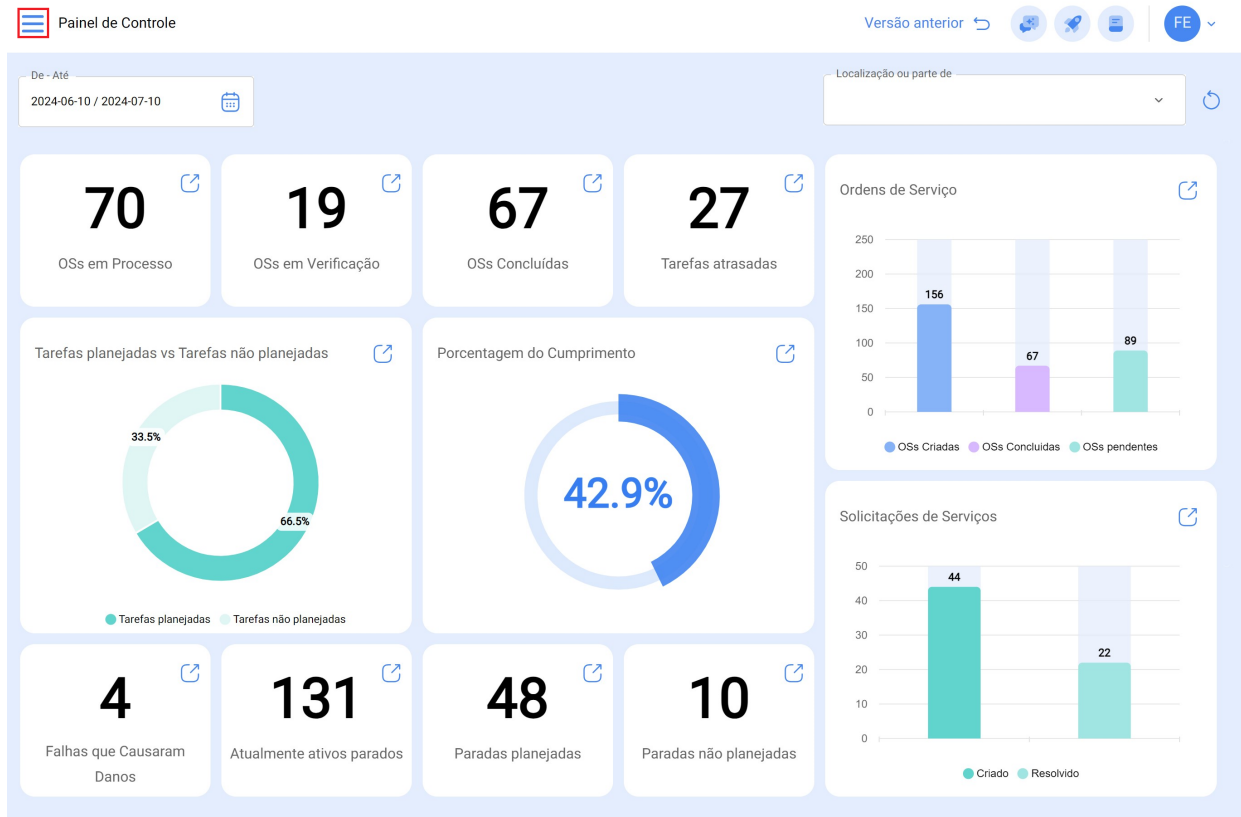 Painel de Controle
Versão anterior
FE
De - Até
2024-06-10 / 2024-07-10
Localização ou parte de
70
OSs em Processo
19
OSs em Verificação
67
OSs Concluídas
27
Tarefas atrasadas
Ordens de Serviço
250
200
150
100
50
0
156
67
89
OSs Criadas
OSs Concluidas
OSs pendentes
Tarefas planejadas vs Tarefas não planejadas
33.5%
66.5%
Tarefas planejadas
Tarefas não planejadas
Porcentagem do Cumprimento
42.9%
Solicitações de Serviços
50
40
30
20
10
0
44
22
Criado
Resolvido
4
Falhas que Causaram
Danos
131
Atualmente ativos parados
48
Paradas planejadas
10
Paradas não planejadas